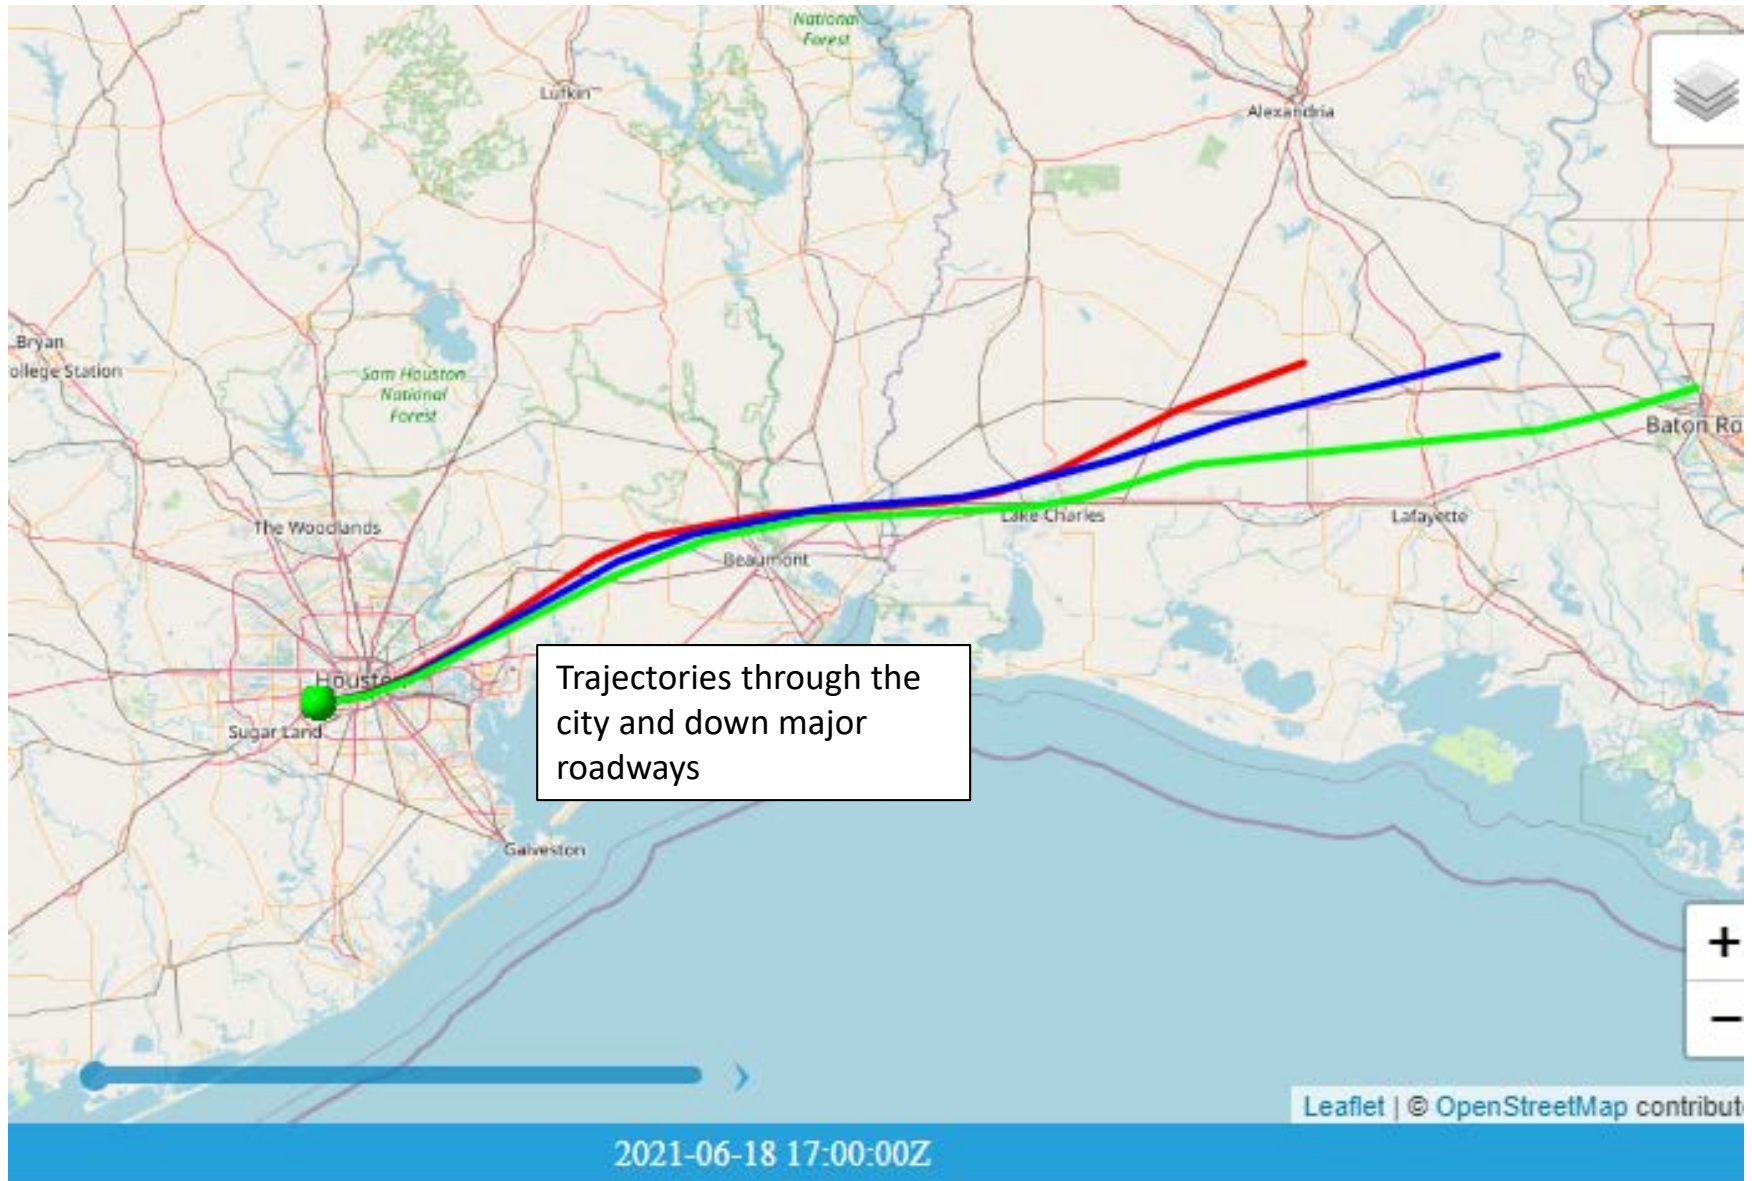 National
Forest
Lufkin
Alexandria
Bryan
ollege Station
Sam Houston
National
Forest
Baton Ro
The Woodlands
Lake Charles
Lafayette
Beaumont
Houston
Sugar Land
Trajectories through the
city and down major
roadways
Galveston
+
−
Leaflet | © OpenStreetMap contribut
2021-06-18 17:00:00Z